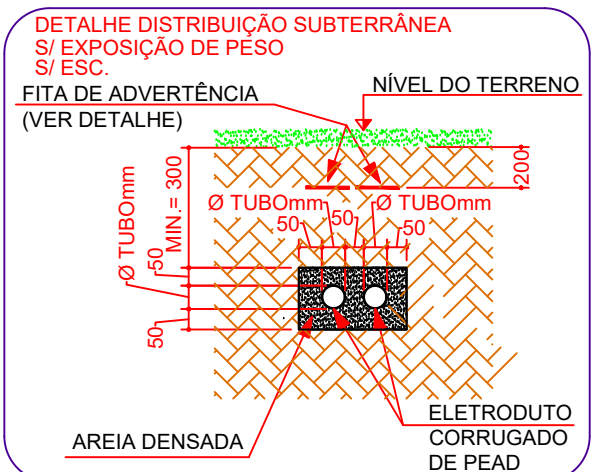 DETALHE DISTRIBUIÇÃO SUBTERRÂNEA
S/ EXPOSIÇÃO DE PESO
S/ ESC.
FITA DE ADVERTÊNCIA
(VER DETALHE)
NÍVEL DO TERRENO
200
MIN.= 300
Ø TUBOmm
Ø TUBOmm
50
50
50
Ø TUBOmm
50
50
AREIA DENSADA
ELETRODUTO
CORRUGADO
DE PEAD